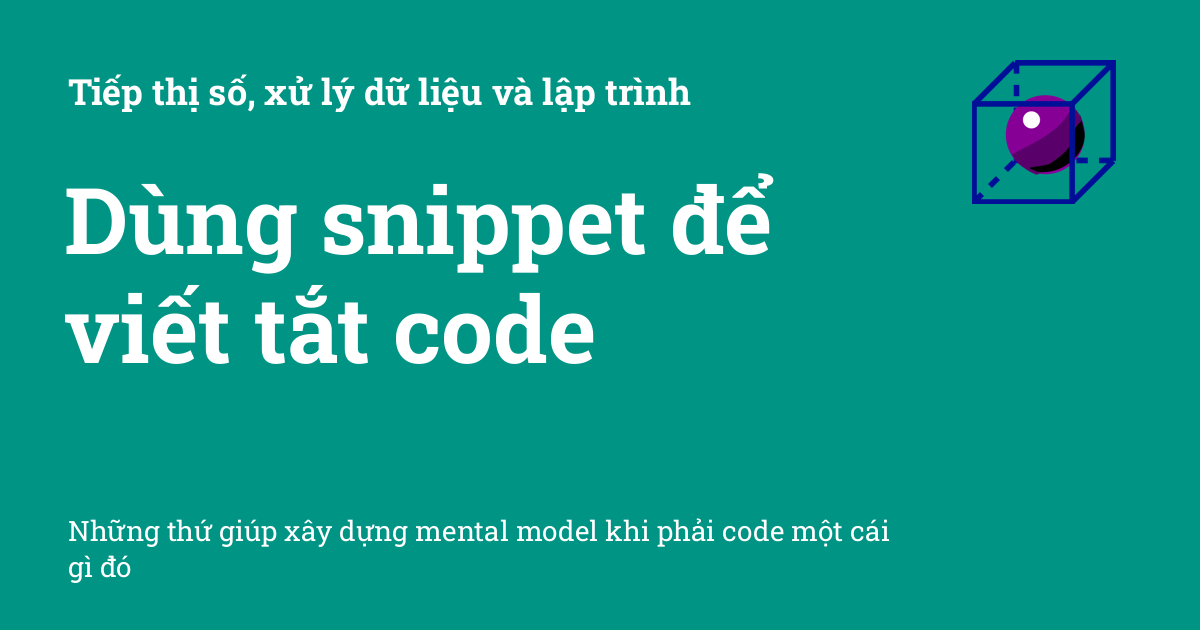 Tiếp thị số, xử lý dữ liệu và lập trình
Dùng snippet để
viết tắt code
Những thứ giúp xây dựng mental model khi phải code một cái
gì đó